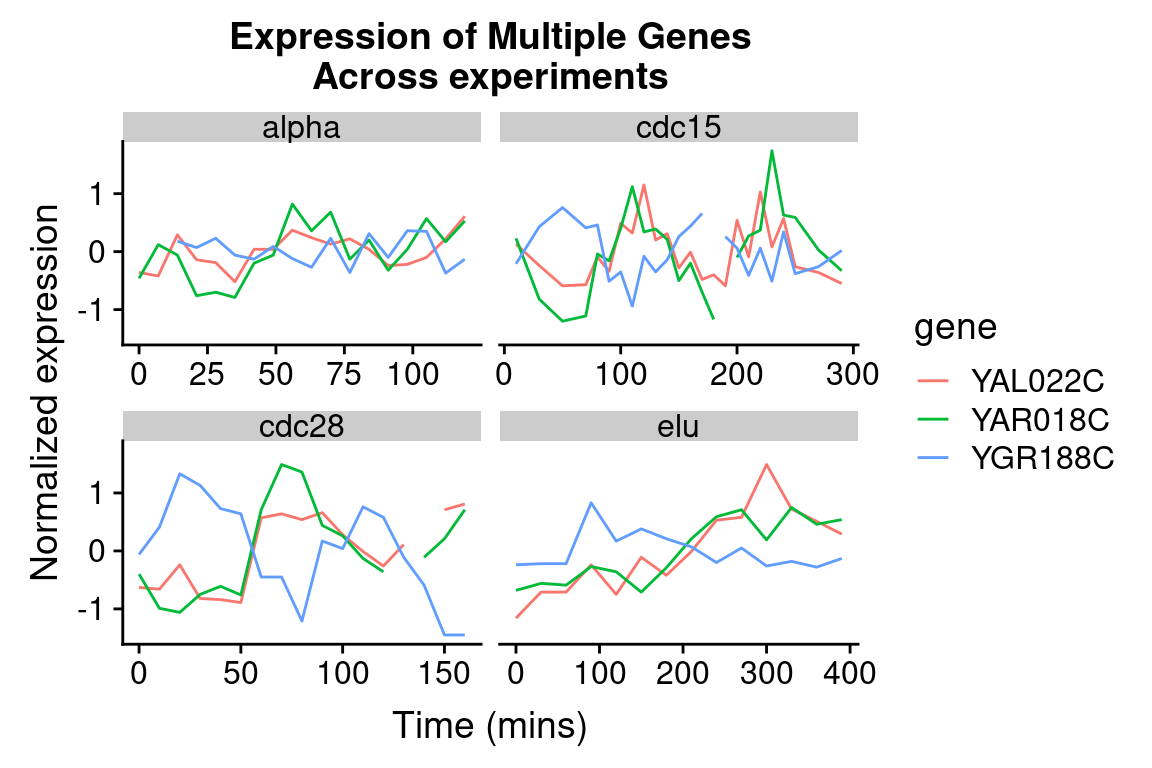 Expression of Multiple Genes
Across experiments
alpha
cdc15
Normalized expression
1
0
-1
0 25 50 75 100
0 100 200 300
cdc28
elu
1
0
-1
0 50 100 150
0 100 200 300 400
Time (mins)
gene
YAL022C
YAR018C
YGR188C